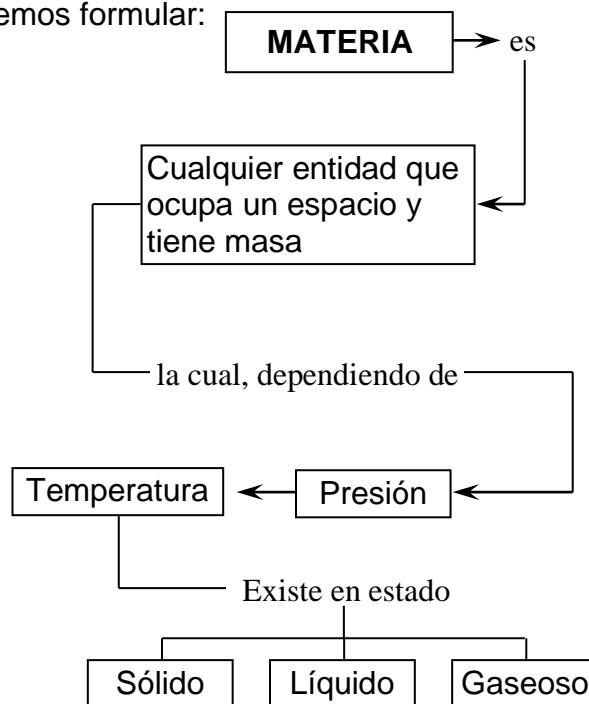 emos formular:
MATERIA es
Cualquier entidad que
ocupa un espacio y
tiene masa
la cual, dependiendo de
Temperatura Presión
Existe en estado
Sólido Líquido Gaseoso